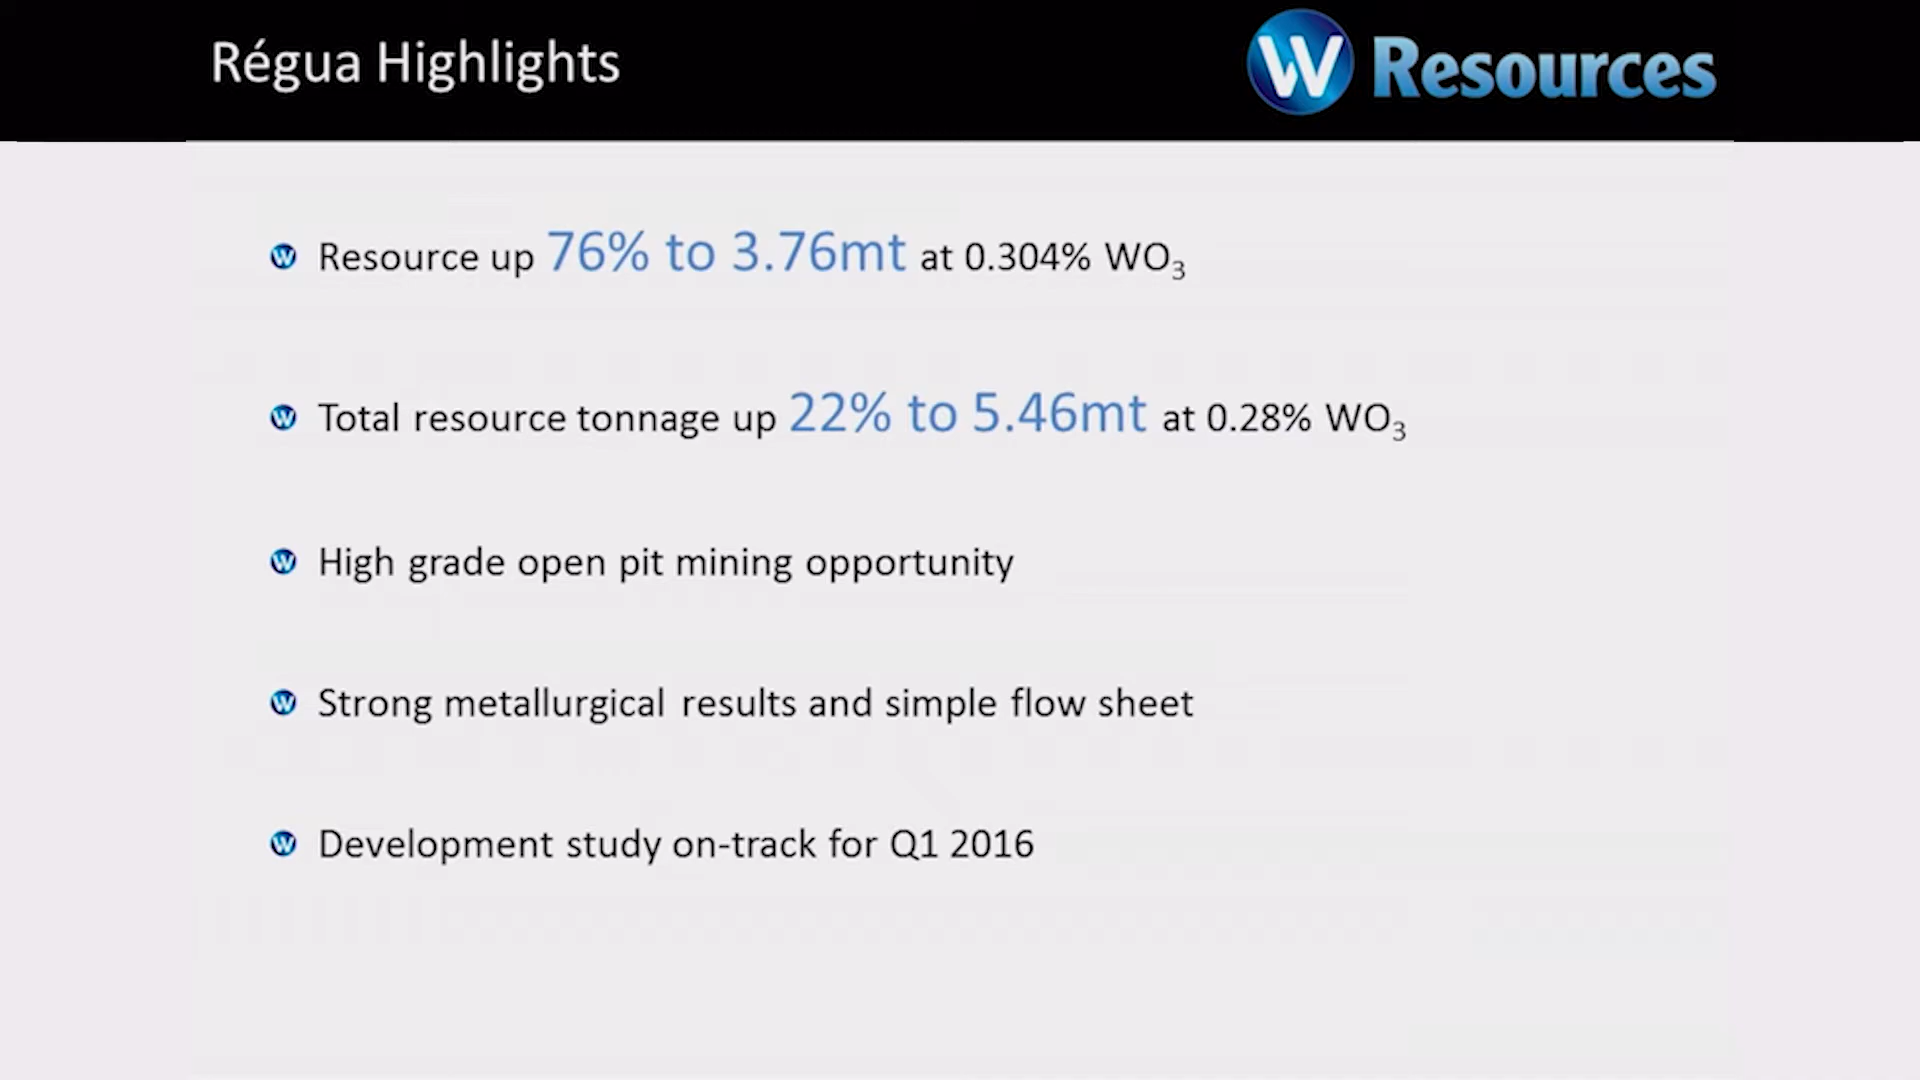 Régua Highlights
W Resources
Resource up 76% to 3.76mt at 0.304% WO₃
Total resource tonnage up 22% to 5.46mt at 0.28% WO₃
High grade open pit mining opportunity
Strong metallurgical results and simple flow sheet
Development study on-track for Q1 2016